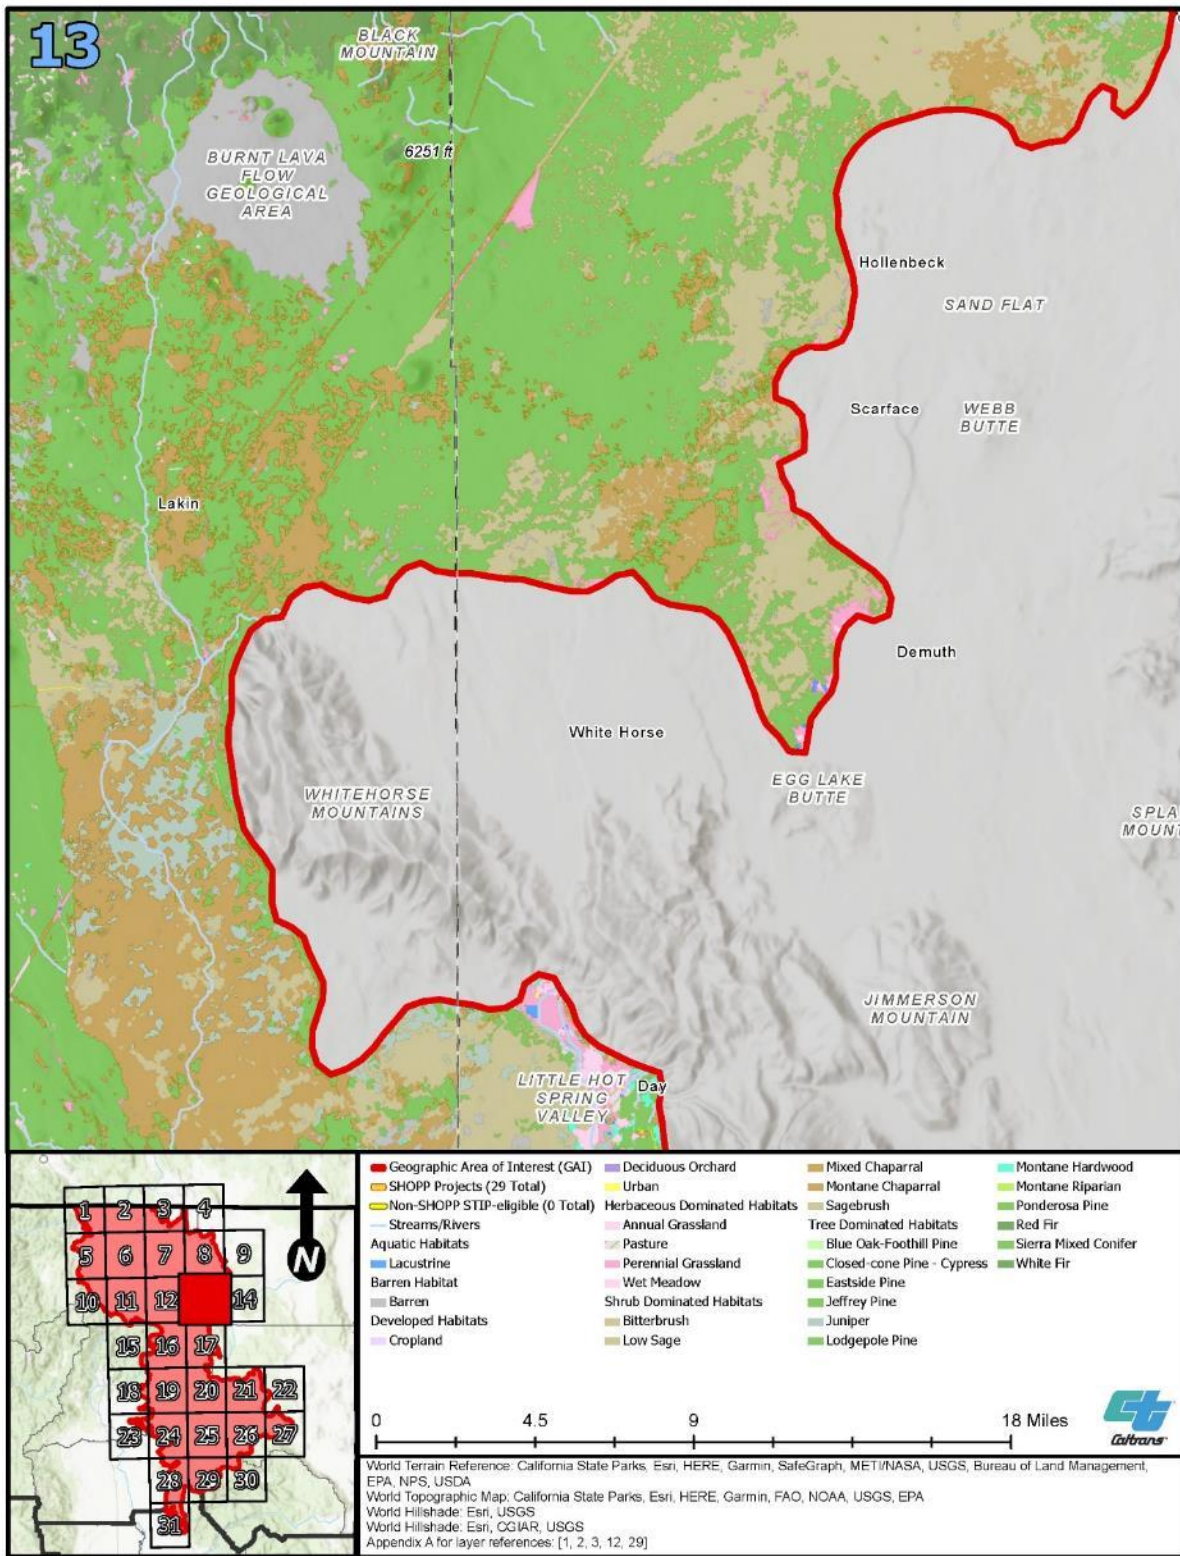 13
BLACK
MOUNTAIN
6251 ft
BURNT LAVA
FLOW
GEOLOGICAL
AREA
Hollenbeck
SAND FLAT
Scarface
WEBB
BUTTE
Lakin
Demuth
White Horse
EGG LAKE
BUTTE
WHITEHORSE
MOUNTAINS
SPLA
MOUNT
JIMMERSON
MOUNTAIN
LITTLE HOT
SPRING
VALLEY
Day
1 2 3 4
5 6 7 8 9
10 11 12 14
15 16 17
18 19 20 21 22
23 24 25 26 27
28 29 30
31
N
Geographic Area of Interest (GAI)
SHOPP Projects (29 Total)
Non-SHOPP STIP-eligible (0 Total)
Streams/Rivers
Aquatic Habitats
Lacustrine
Barren Habitat
Barren
Developed Habitats
Cropland
Deciduous Orchard
Urban
Herbaceous Dominated Habitats
Annual Grassland
Pasture
Perennial Grassland
Wet Meadow
Shrub Dominated Habitats
Bitterbrush
Low Sage
Mixed Chaparral
Montane Chaparral
Sagebrush
Tree Dominated Habitats
Blue Oak-Foothill Pine
Closed-cone Pine - Cypress
Eastside Pine
Jeffrey Pine
Juniper
Lodgepole Pine
Montane Hardwood
Montane Riparian
Ponderosa Pine
Red Fir
Sierra Mixed Conifer
White Fir
0 4.5 9 18 Miles
ct
Caltrans
World Terrain Reference: California State Parks, Esri, HERE, Garmin, SafeGraph, METI/NASA, USGS, Bureau of Land Management,
EPA, NPS, USDA
World Topographic Map: California State Parks, Esri, HERE, Garmin, FAO, NOAA, USGS, EPA
World Hillshade: Esri, USGS
World Hillshade: Esri, CGIAR, USGS
Appendix A for layer references: [1, 2, 3, 12, 29]